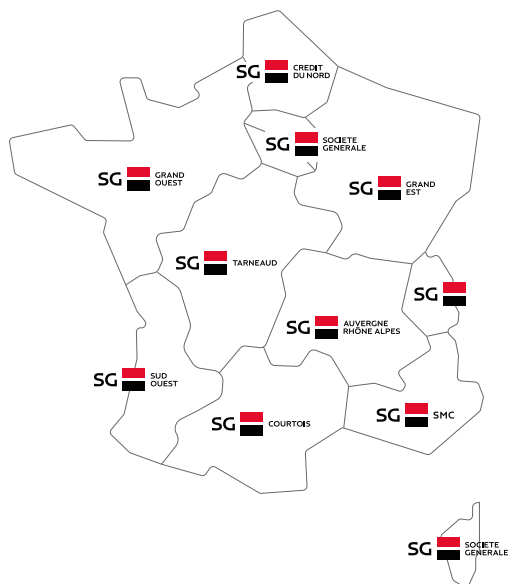 SG CREDIT
DU NORD
SG SOCIETE
GENERALE
SG GRAND
OUEST
SG GRAND
EST
SG TARNEAUD
SG
SG AUVERGNE
RHÔNE ALPES
SG SUD
OUEST
SG COURTOIS
SG SMC
SG SOCIETE
GENERALE